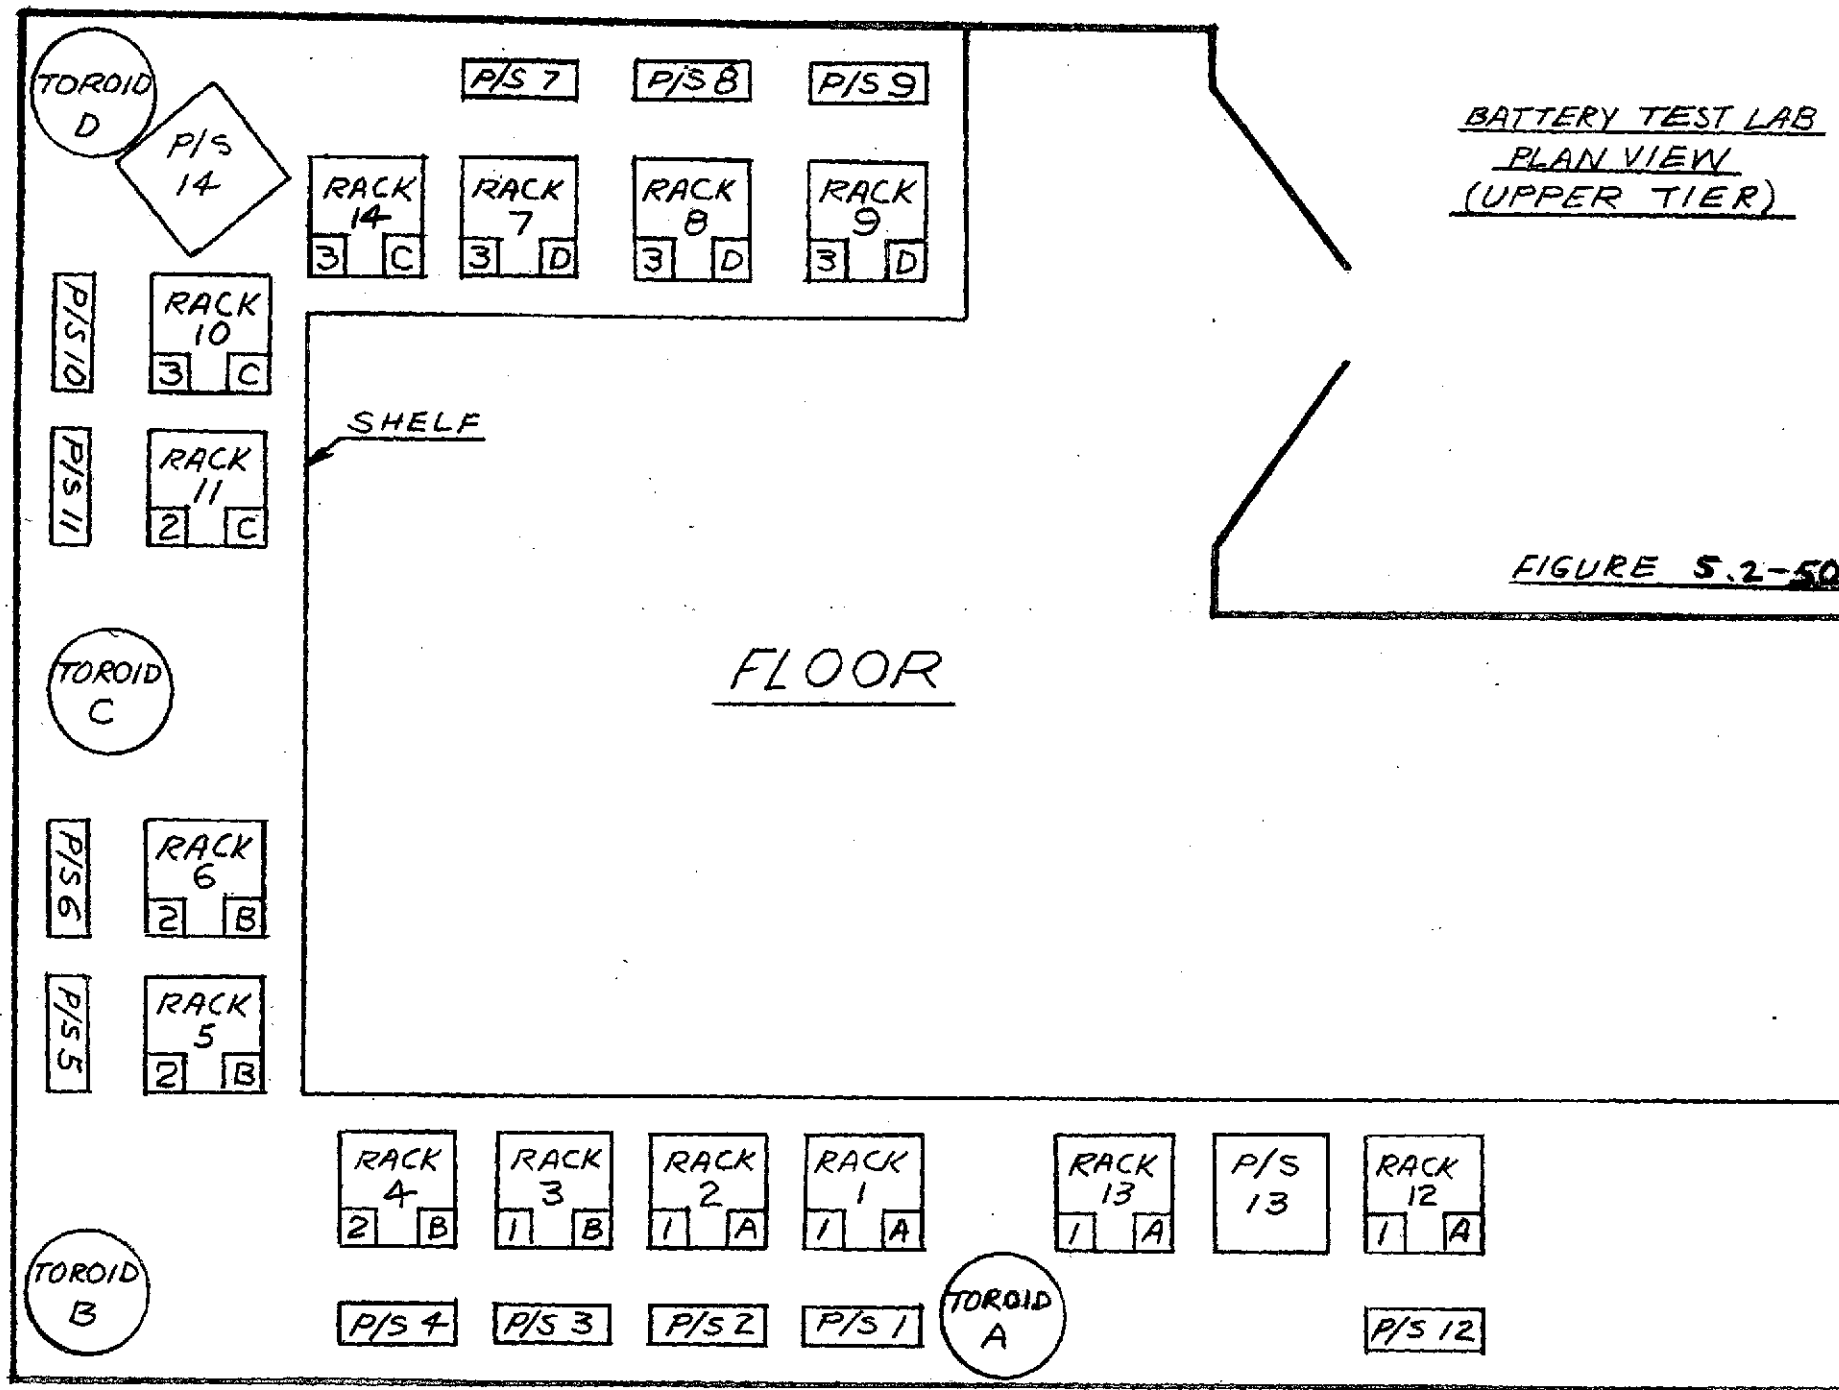 BATTERY TEST LAB
PLAN VIEW
(UPPER TIER)
TOROID
D
P/S
14
P/S 7
P/S 8
P/S 9
RACK
14
3 C
RACK
7
3 D
RACK
8
3 D
RACK
9
3 D
P/S 10
RACK
10
3 C
P/S 11
RACK
11
2 C
SHELF
FIGURE 5.2-50
TOROID
C
FLOOR
P/S 6
RACK
6
2 B
P/S 5
RACK
5
2 B
RACK
4
2 B
RACK
3
1 B
RACK
2
1 A
RACK
1
1 A
RACK
13
1 A
P/S
13
RACK
12
1 A
TOROID
B
P/S 4
P/S 3
P/S 2
P/S 1
TOROID
A
P/S 12